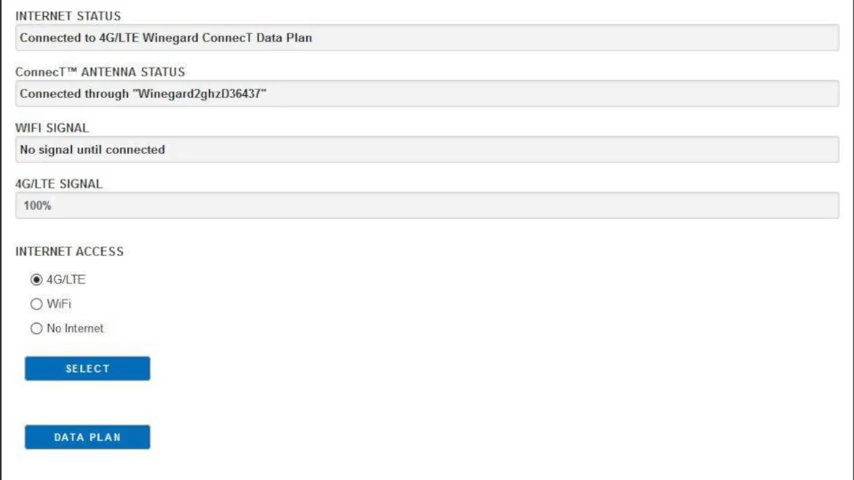 INTERNET STATUS
Connected to 4G/LTE Winegard ConnecT Data Plan
ConnecT™ ANTENNA STATUS
Connected through "Winegard2ghzD36437"
WIFI SIGNAL
No signal until connected
4G/LTE SIGNAL
100%
INTERNET ACCESS
4G/LTE
WiFi
No Internet
SELECT
DATA PLAN